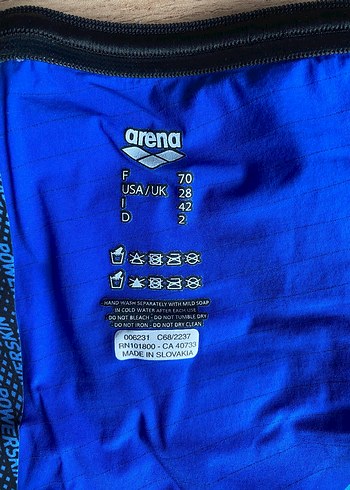 arena
F 70
USA/UK 28
I 42
D 2
HAND WASH SEPARATELY WITH MILD SOAP
IN COLD WATER AFTER EACH USE
DO NOT BLEACH - DO NOT TUMBLE DRY
DO NOT IRON - DO NOT DRY CLEAN
006231 C68/2237
RN101800 - CA 40733
MADE IN SLOVAKIA
POWERSKIN